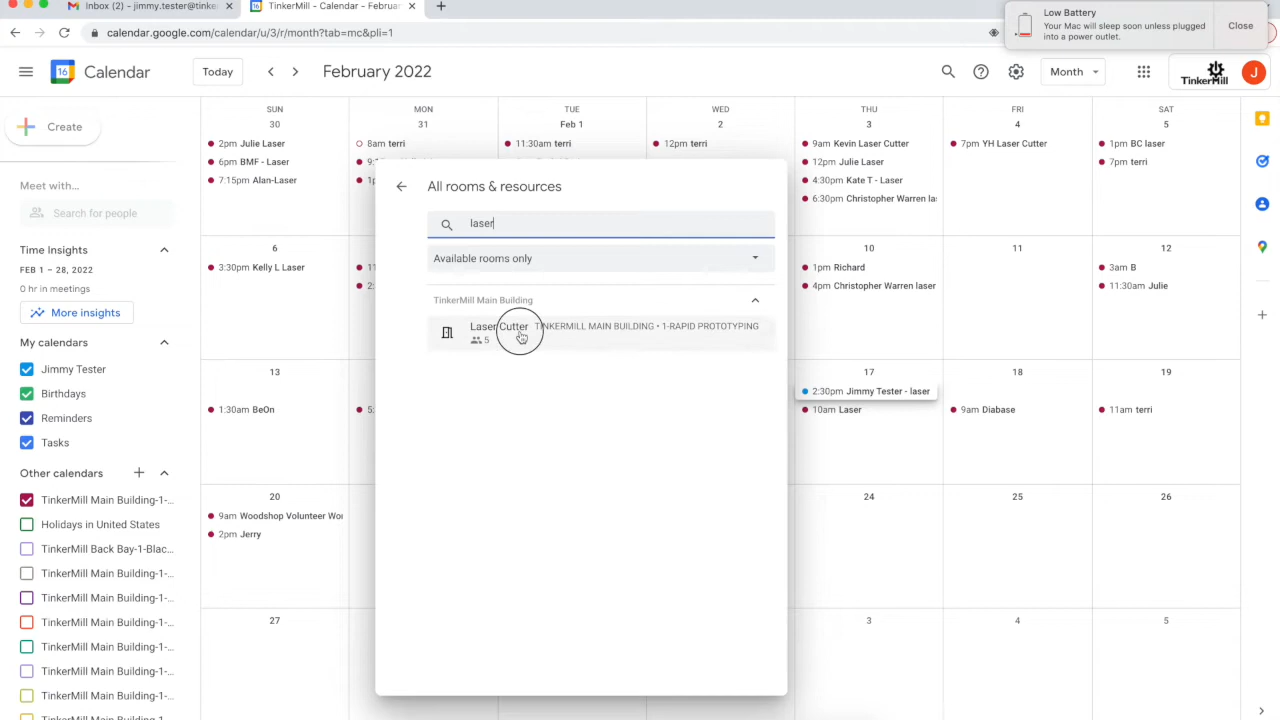 Inbox (2) - jimmy.tester@tinke
TinkerMill - Calendar - Februar
Low Battery
Your Mac will sleep soon unless plugged
into a power outlet.
Close
calendar.google.com/calendar/u/3/r/month?tab=mc&pli=1
16
Calendar
Today
February 2022
Month
TinkerMill
J
Create
Meet with...
Search for people
Time Insights
FEB 1 – 28, 2022
0 hr in meetings
More insights
My calendars
Jimmy Tester
Birthdays
Reminders
Tasks
Other calendars
TinkerMill Main Building-1-...
Holidays in United States
TinkerMill Back Bay-1-Blac...
TinkerMill Main Building-1-...
TinkerMill Main Building-1-...
TinkerMill Main Building-1-...
TinkerMill Main Building-1-...
TinkerMill Main Building-1-...
TinkerMill Main Building-1-...
SUN MON TUE WED THU FRI SAT
30 31 Feb 1 2 3 4 5
2pm Julie Laser
6pm BMF - Laser
7:15pm Alan-Laser
8am terri
11:30am terri
12pm terri
9am Kevin Laser Cutter
12pm Julie Laser
4:30pm Kate T - Laser
6:30pm Christopher Warren la
7pm YH Laser Cutter
1pm BC laser
7pm terri
6 10 11 12
3:30pm Kelly L Laser
1pm Richard
4pm Christopher Warren laser
3am B
11:30am Julie
13 17 18 19
1:30am BeOn
2:30pm Jimmy Tester - laser
10am Laser
9am Diabase
11am terri
20 24 25 26
9am Woodshop Volunteer Wo
2pm Jerry
27 3 4 5
All rooms & resources
laser
Available rooms only
TinkerMill Main Building
Laser Cutter TINKERMILL MAIN BUILDING • 1-RAPID PROTOTYPING
5